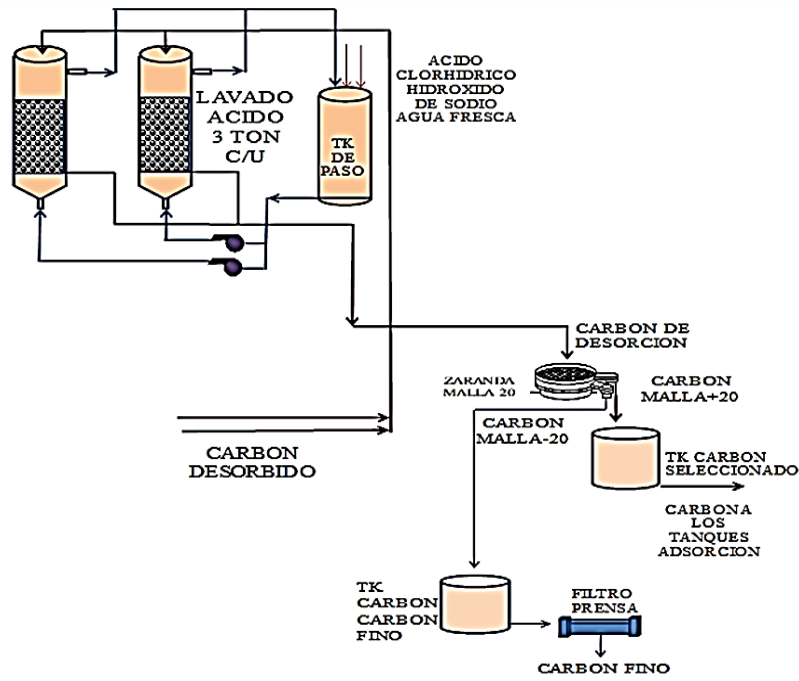 LAVADO
ACIDO
3 TON
C/U
TK
DE
PASO
ACIDO
CLORHIDRICO
HIDROXIDO
DE SODIO
AGUA FRESCA
CARBON DE
DESORCION
ZARANDA
MALLA 20
CARBON
MALLA+20
CARBON
MALLA-20
CARBON
DESORBIDO
TK CARBON
SELECCIONADO
CARBONA
LOS
TANQUES
ADSORCION
TK
CARBON
CARBON
FINO
FILTRO
PRENSA
CARBON FINO